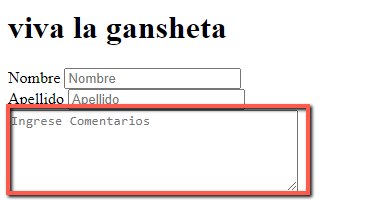 viva la gansheta
Nombre Nombre
Apellido Apellido
Ingrese Comentarios